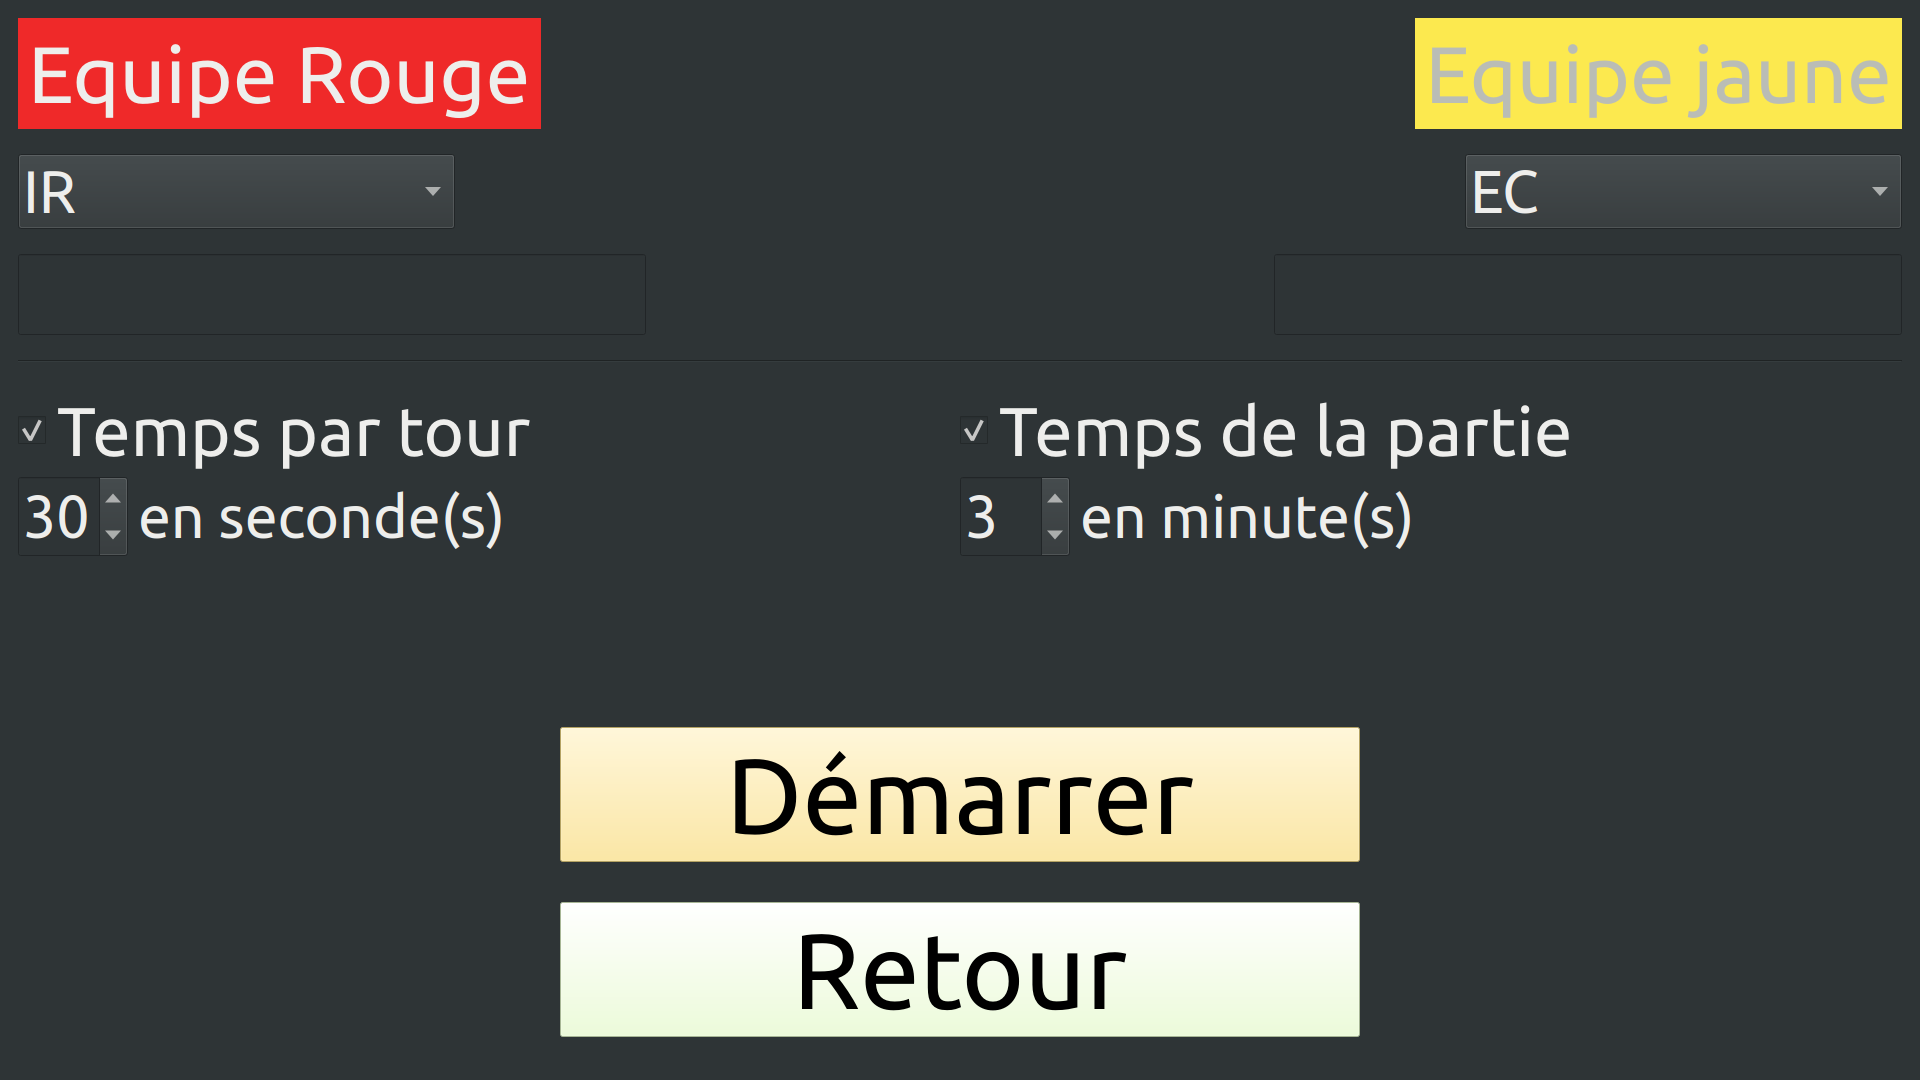 Equipe Rouge
Equipe jaune
IR
EC
Temps par tour
Temps de la partie
30 en seconde(s)
3 en minute(s)
Démarrer
Retour